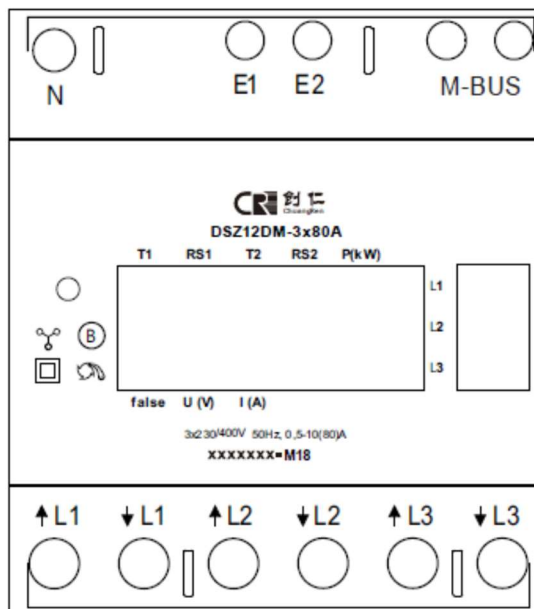 N E1 E2 M-BUS
CR 创仁
ChuangRen
DSZ12DM-3x80A
T1 RS1 T2 RS2 P(kW)
L1
L2
B
L3
false U (V) I (A)
3x230/400V 50Hz, 0,5-10(80)A
xxxxxxx=M18
↑L1 ↓L1 ↑L2 ↓L2 ↑L3 ↓L3